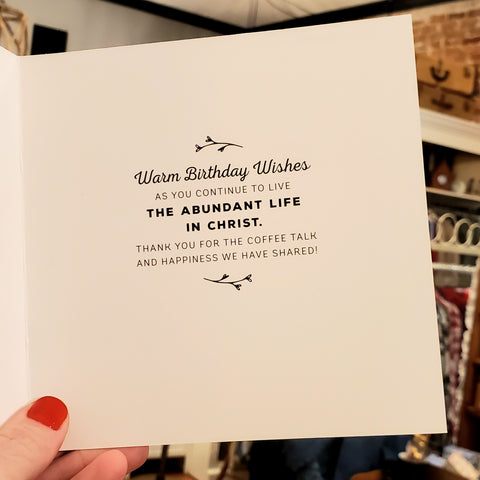 Warm Birthday Wishes
AS YOU CONTINUE TO LIVE
THE ABUNDANT LIFE
IN CHRIST.
THANK YOU FOR THE COFFEE TALK
AND HAPPINESS WE HAVE SHARED!